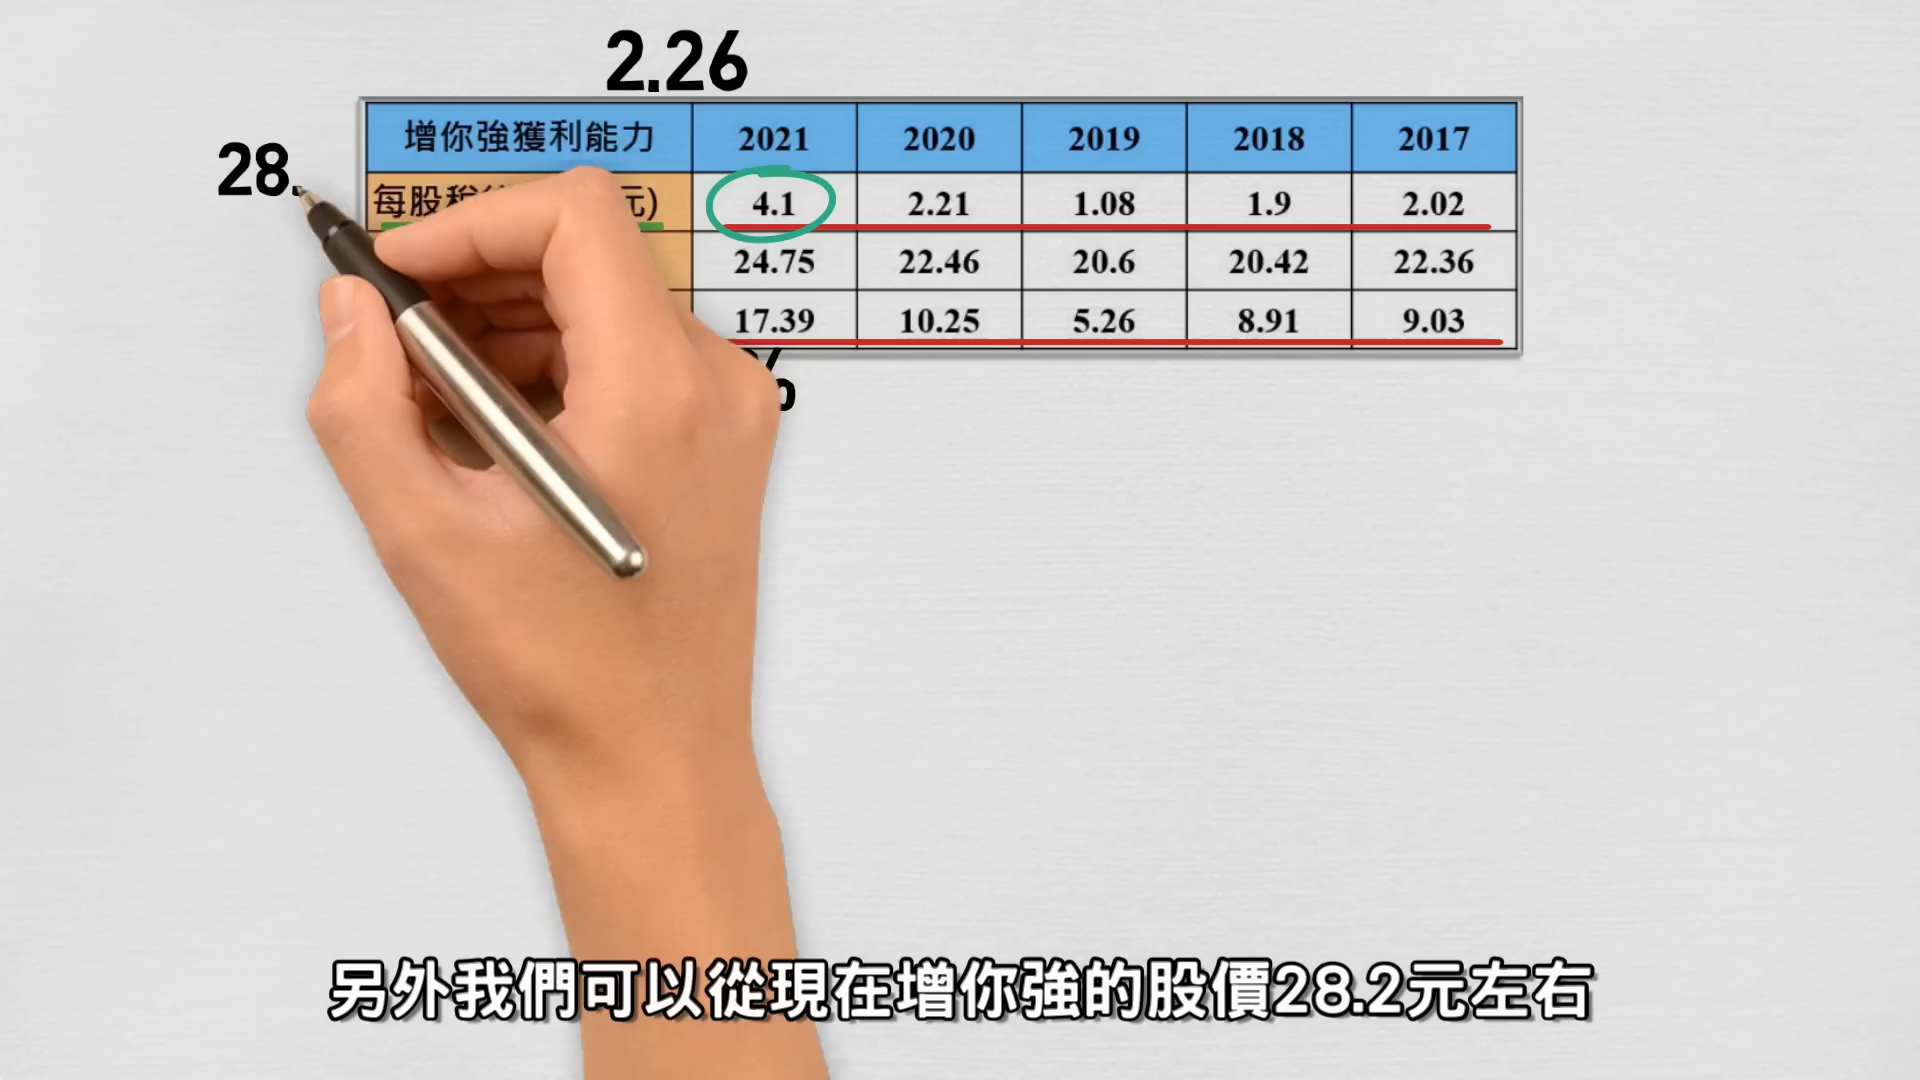 2.26
28.
增你強獲利能力 2021 2020 2019 2018 2017
每股稅 元) 4.1 2.21 1.08 1.9 2.02
24.75 22.46 20.6 20.42 22.36
17.39 10.25 5.26 8.91 9.03
%
另外我們可以從現在增你強的股價28.2元左右